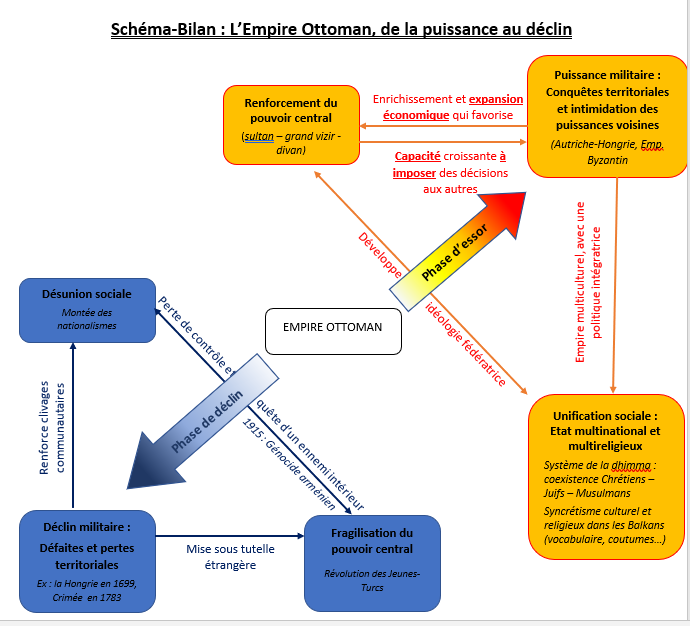 Schéma-Bilan : L’Empire Ottoman, de la puissance au déclin
Renforcement du
pouvoir central
(sultan – grand vizir -
divan)
Enrichissement et expansion
économique qui favorise
Capacité croissante à
imposer des décisions
aux autres
Puissance militaire :
Conquêtes territoriales
et intimidation des
puissances voisines
(Autriche-Hongrie, Emp.
Byzantin
Phase d’essor
Développe
idéologie fédératrice
Empire multiculturel, avec une
politique intégratrice
Désunion sociale
Montée des
nationalismes
EMPIRE OTTOMAN
Perte de contrôle et
quête d’un ennemi intérieur
1915 : Génocide arménien
Phase de déclin
Renforce clivages
communautaires
Unification sociale :
Etat multinational et
multireligieux
Système de la dhimma :
coexistence Chrétiens –
Juifs – Musulmans
Syncrétisme culturel et
religieux dans les Balkans
(vocabulaire, coutumes…)
Déclin militaire :
Défaites et pertes
territoriales
Ex : la Hongrie en 1699,
Crimée  en 1783
Mise sous tutelle
étrangère
Fragilisation du
pouvoir central
Révolution des Jeunes-
Turcs